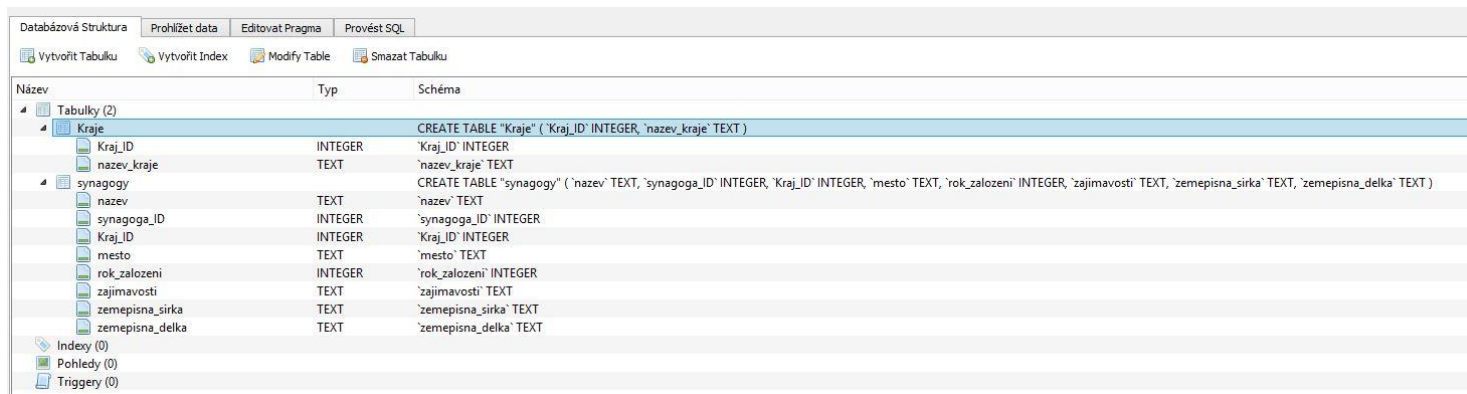 Databázová Struktura Prohlížet data Editovat Pragma Provést SQL
Vytvořit Tabulku Vytvořit Index Modify Table Smazat Tabulku
Název Typ Schéma
Tabulky (2)
Kraje CREATE TABLE "Kraje" ( `Kraj_ID` INTEGER, `nazev_kraje` TEXT )
Kraj_ID INTEGER `Kraj_ID` INTEGER
nazev_kraje TEXT `nazev_kraje` TEXT
synagogy CREATE TABLE "synagogy" ( `nazev` TEXT, `synagoga_ID` INTEGER, `Kraj_ID` INTEGER, `mesto` TEXT, `rok_zalozeni` INTEGER, `zajimavosti` TEXT, `zemepisna_sirka` TEXT, `zemepisna_delka` TEXT )
nazev TEXT `nazev` TEXT
synagoga_ID INTEGER `synagoga_ID` INTEGER
Kraj_ID INTEGER `Kraj_ID` INTEGER
mesto TEXT `mesto` TEXT
rok_zalozeni INTEGER `rok_zalozeni` INTEGER
zajimavosti TEXT `zajimavosti` TEXT
zemepisna_sirka TEXT `zemepisna_sirka` TEXT
zemepisna_delka TEXT `zemepisna_delka` TEXT
Indexy (0)
Pohledy (0)
Triggery (0)